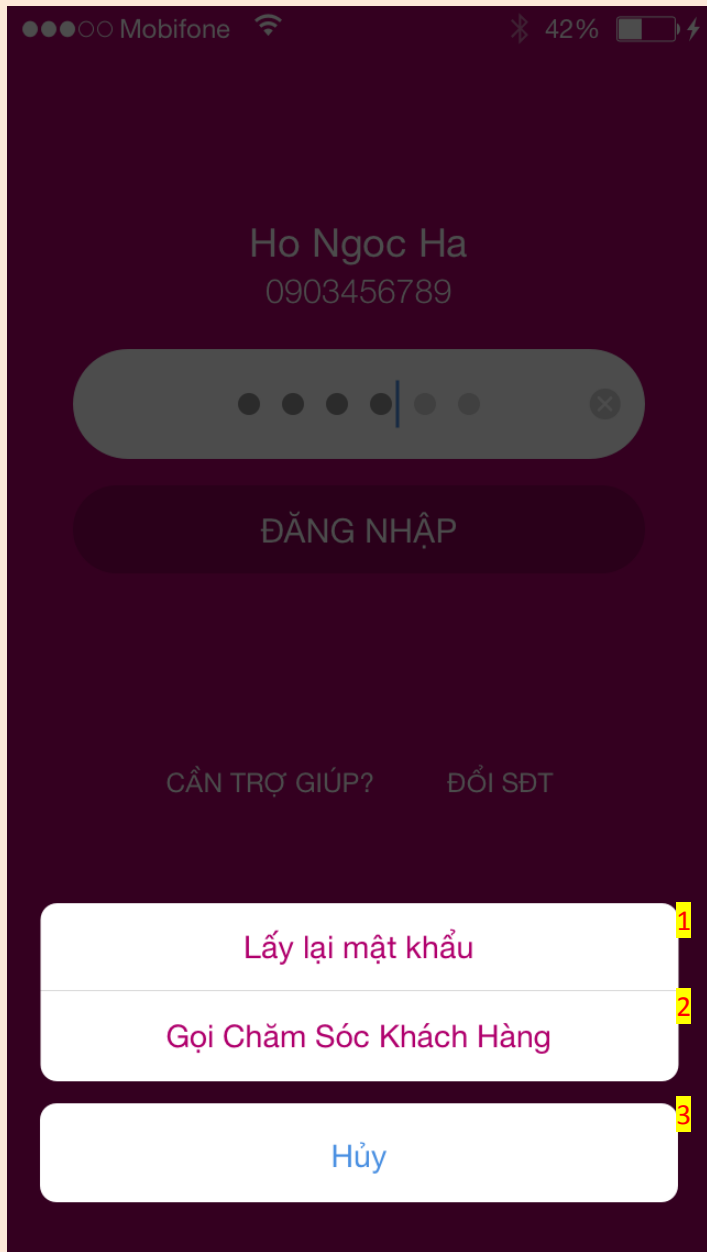 Mobifone 42%
Ho Ngoc Ha
0903456789
ĐĂNG NHẬP
CẦN TRỢ GIÚP? ĐỔI SĐT
1
Lấy lại mật khẩu
2
Gọi Chăm Sóc Khách Hàng
3
Hủy